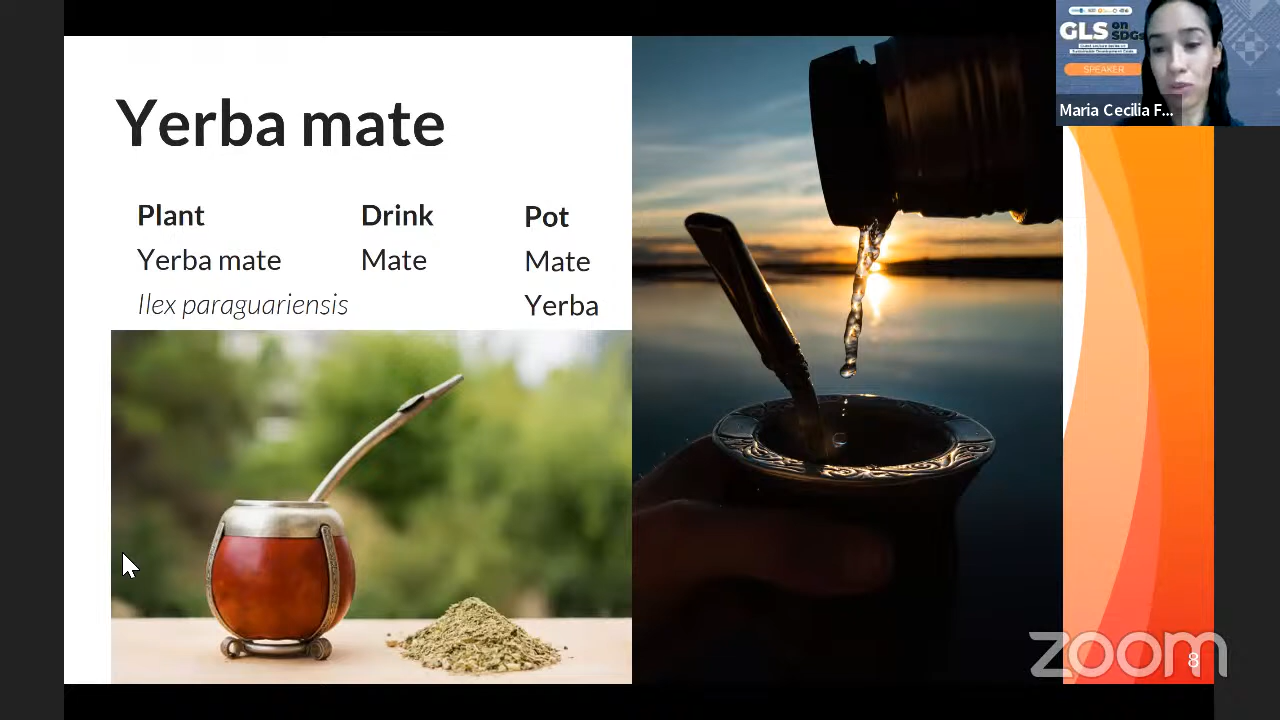 Yerba mate
Plant Drink Pot
Yerba mate Mate Mate
Ilex paraguariensis Yerba
GLS on
SDGs
SPEAKER
Maria Cecilia F...
zoom
8